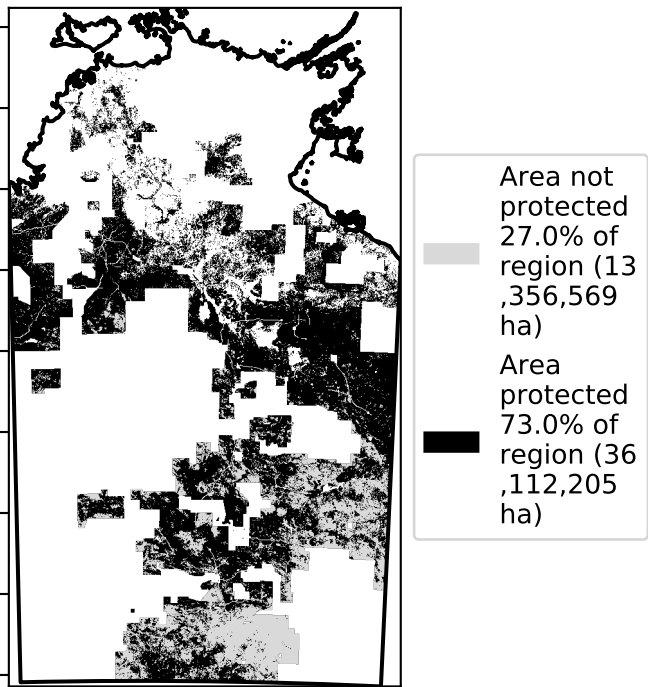 Area not
protected
27.0% of
region (13
,356,569
ha)
Area
protected
73.0% of
region (36
,112,205
ha)